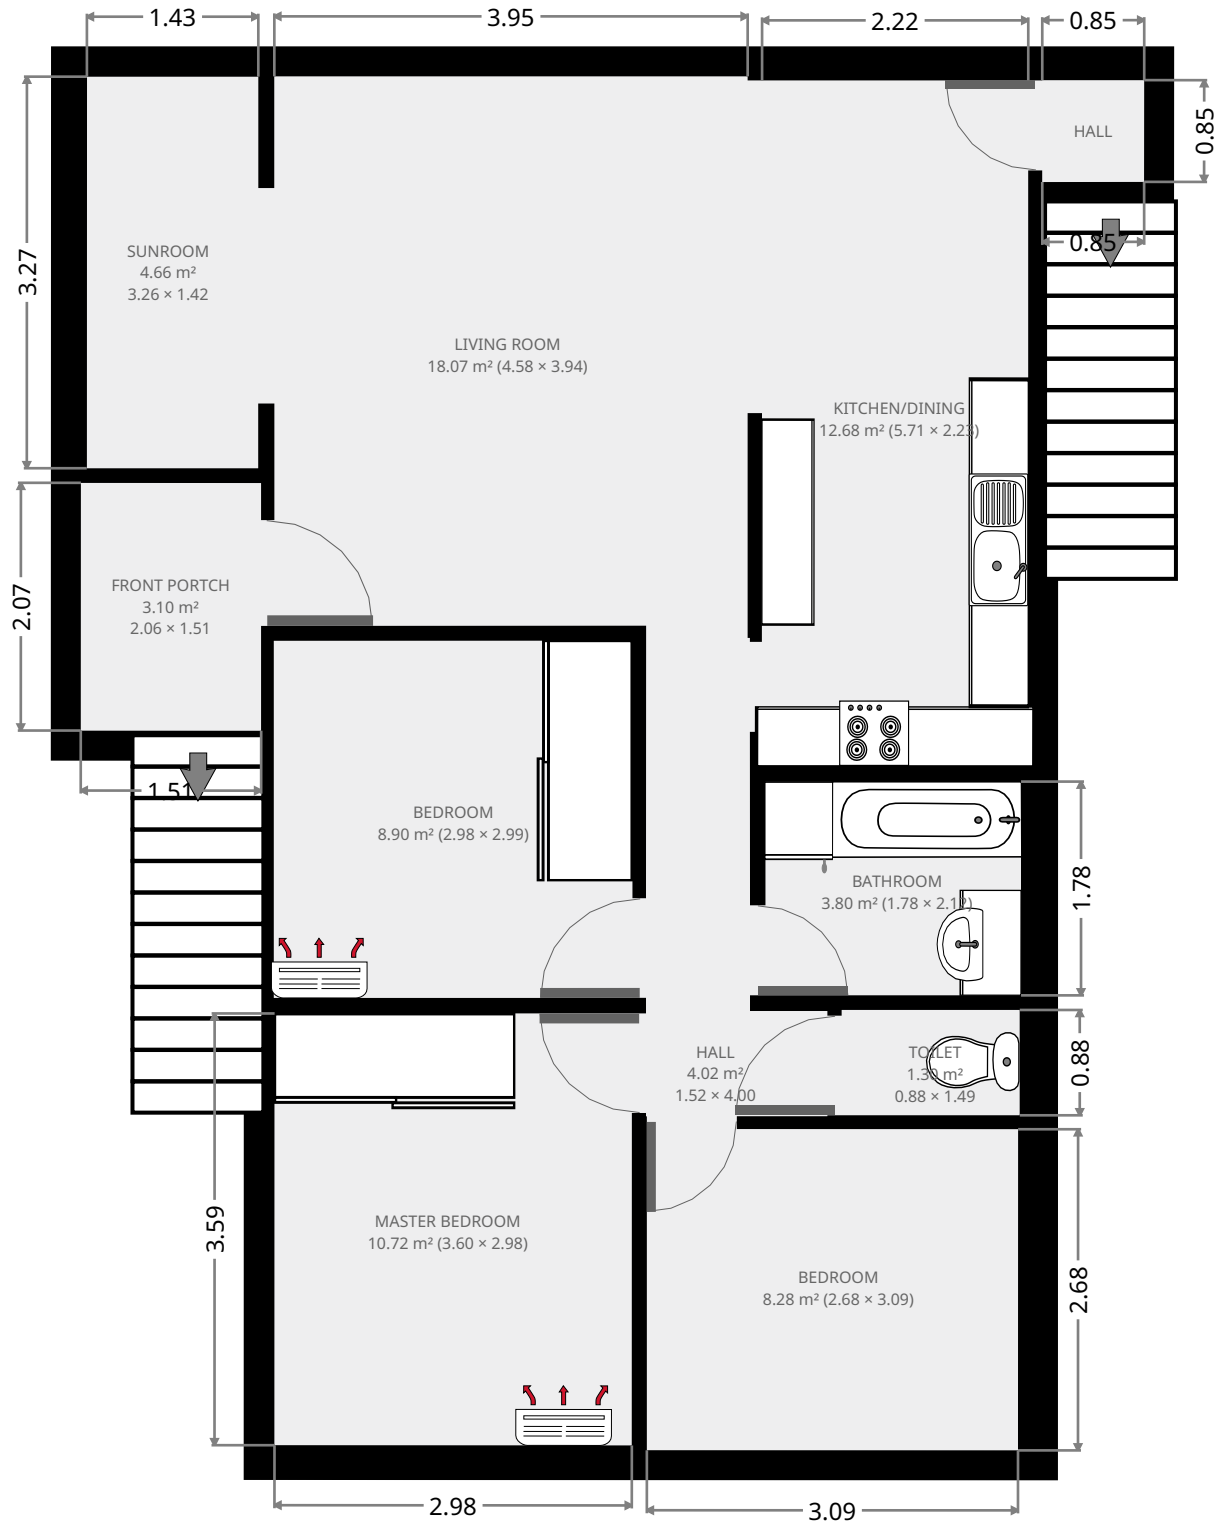 1.43
3.95
2.22
0.85
0.85
HALL
0.85
3.27
SUNROOM
4.66 m²
3.26 × 1.42
LIVING ROOM
18.07 m² (4.58 × 3.94)
KITCHEN/DINING
12.68 m² (5.71 × 2.23)
2.07
FRONT PORTCH
3.10 m²
2.06 × 1.51
1.51
BEDROOM
8.90 m² (2.98 × 2.99)
BATHROOM
3.80 m² (1.78 × 2.12)
1.78
HALL
4.02 m²
1.52 × 4.00
TOILET
1.30 m²
0.88 × 1.49
0.88
3.59
MASTER BEDROOM
10.72 m² (3.60 × 2.98)
BEDROOM
8.28 m² (2.68 × 3.09)
2.68
2.98
3.09